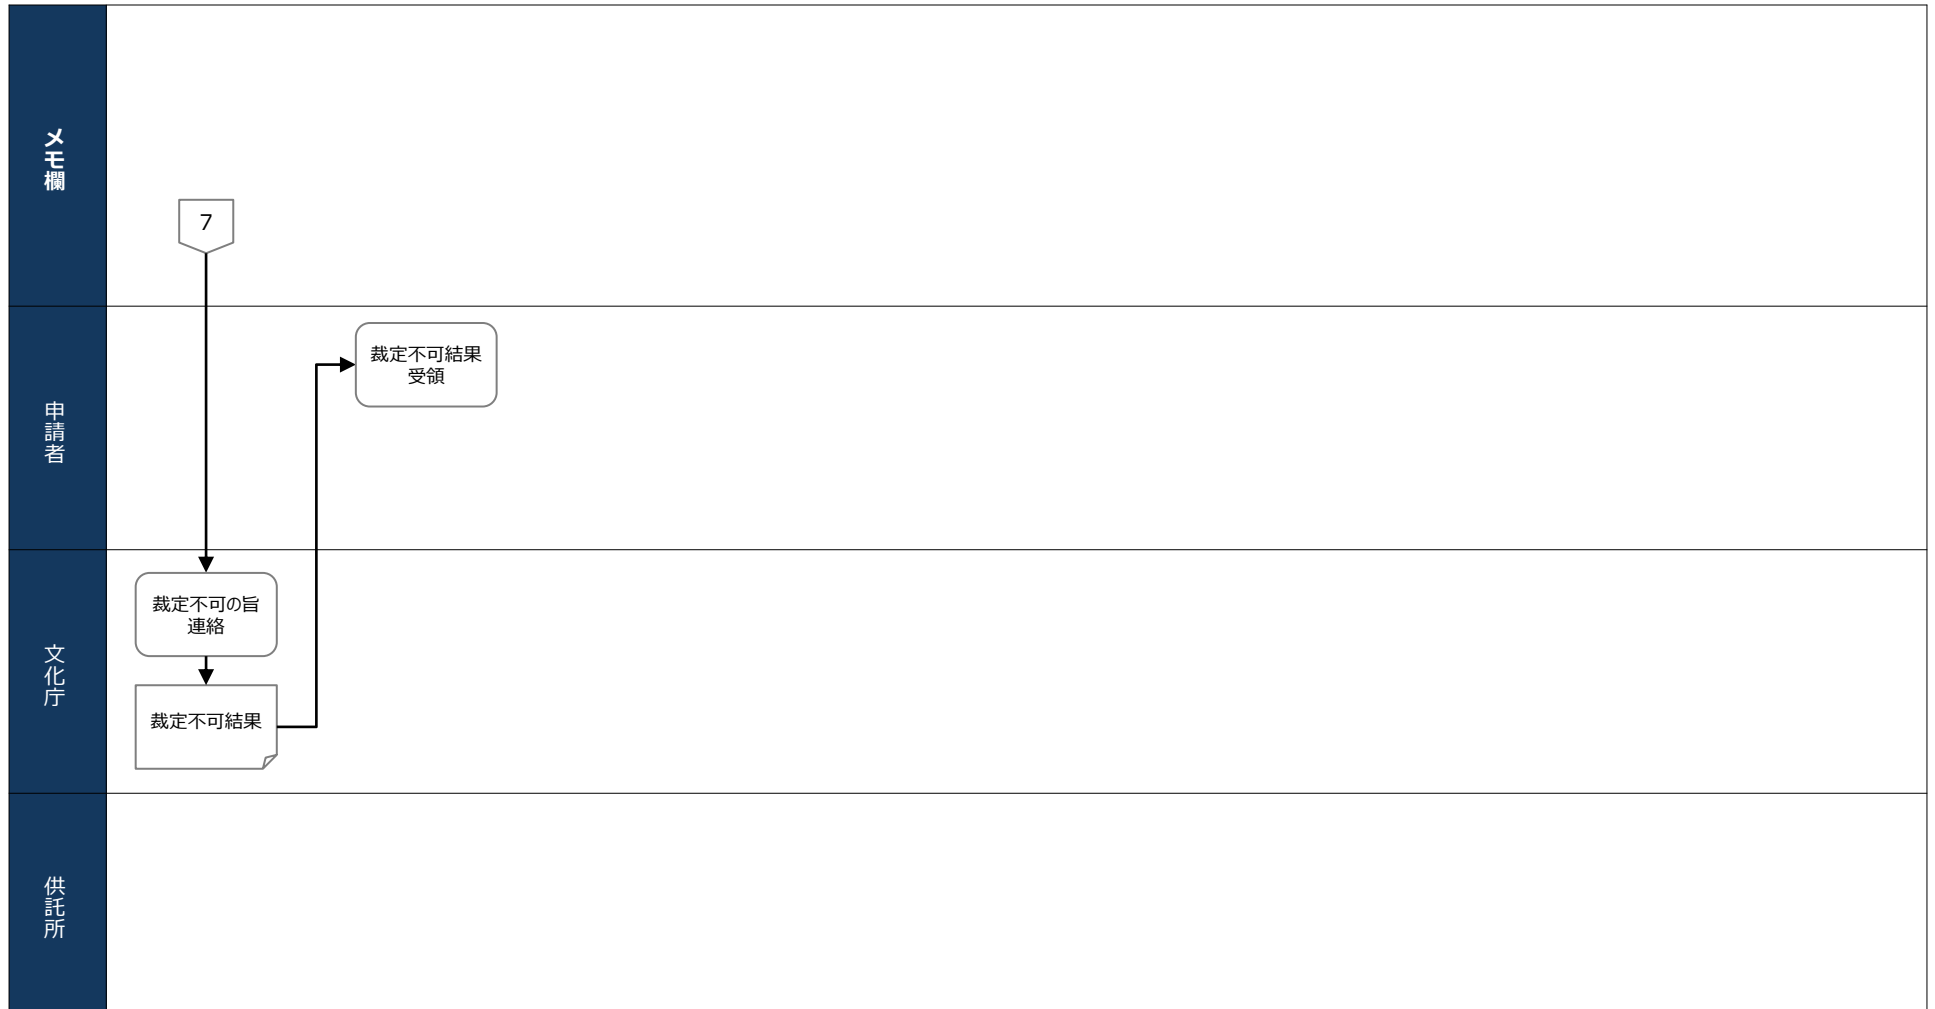 メモ欄
7
申請者
裁定不可結果
受領
文化庁
裁定不可の旨
連絡
裁定不可結果
供託所